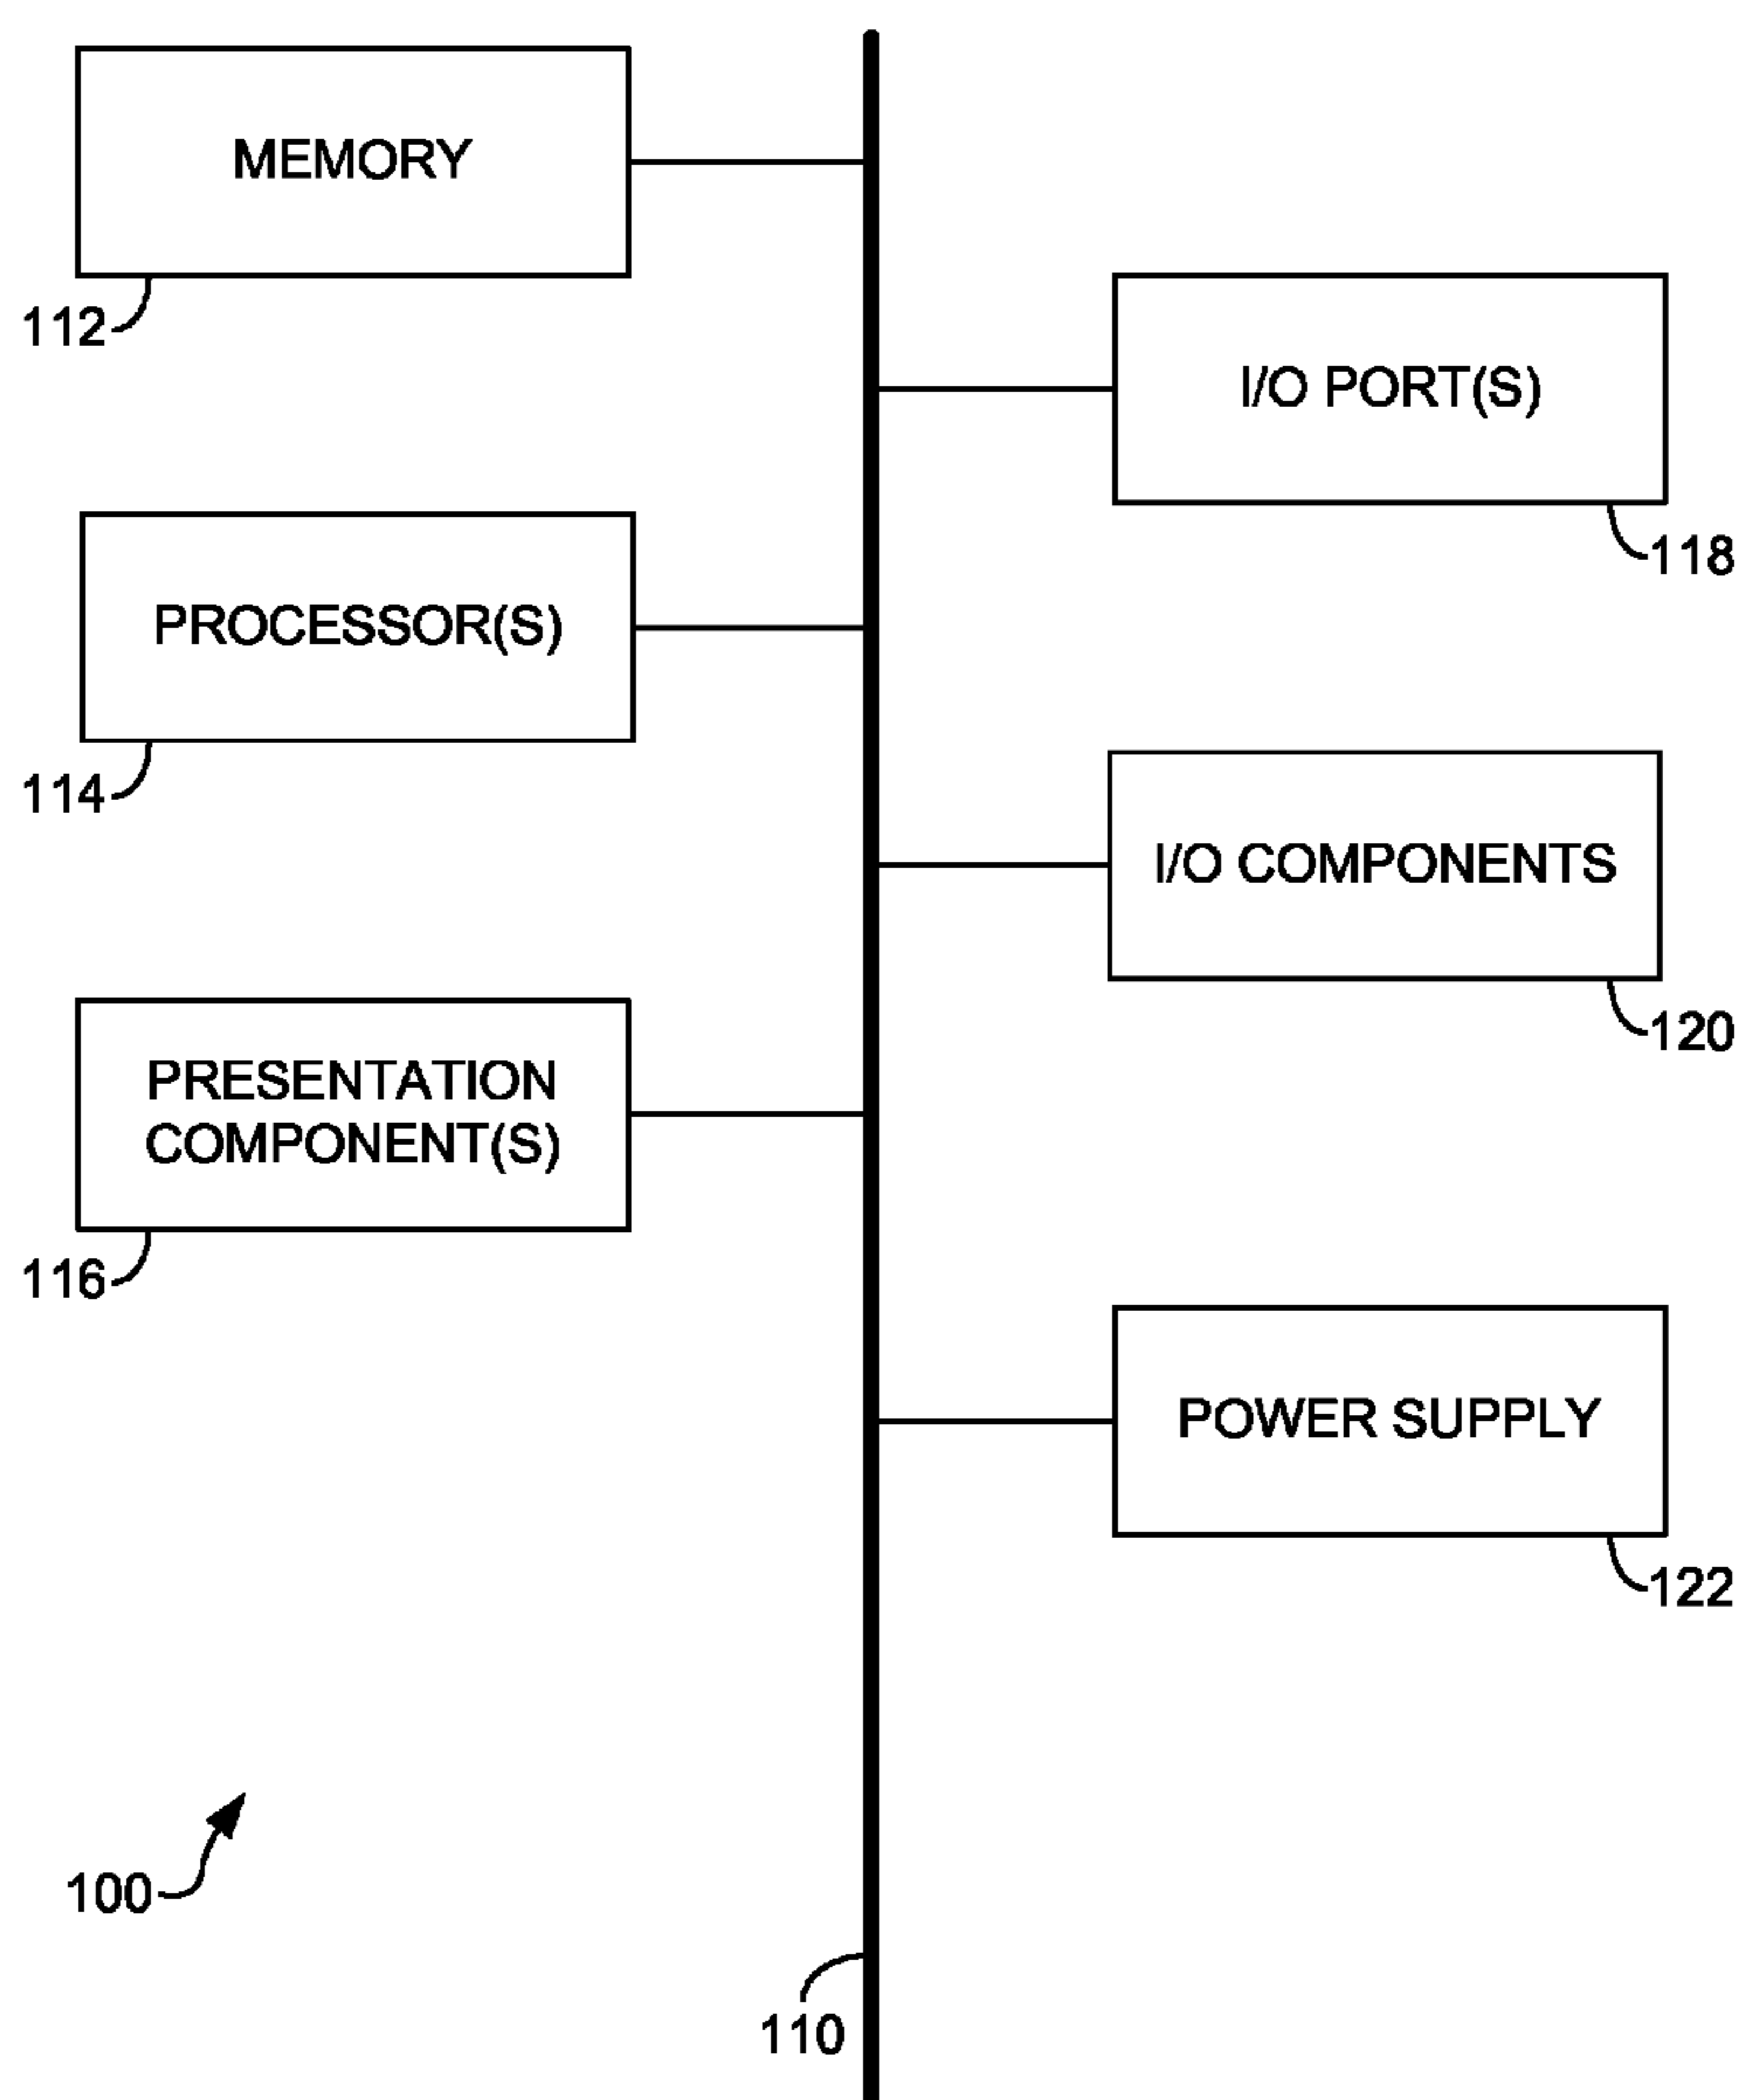 MEMORY
112
I/O PORT(S)
118
PROCESSOR(S)
114
I/O COMPONENTS
120
PRESENTATION
COMPONENT(S)
116
POWER SUPPLY
122
100
110